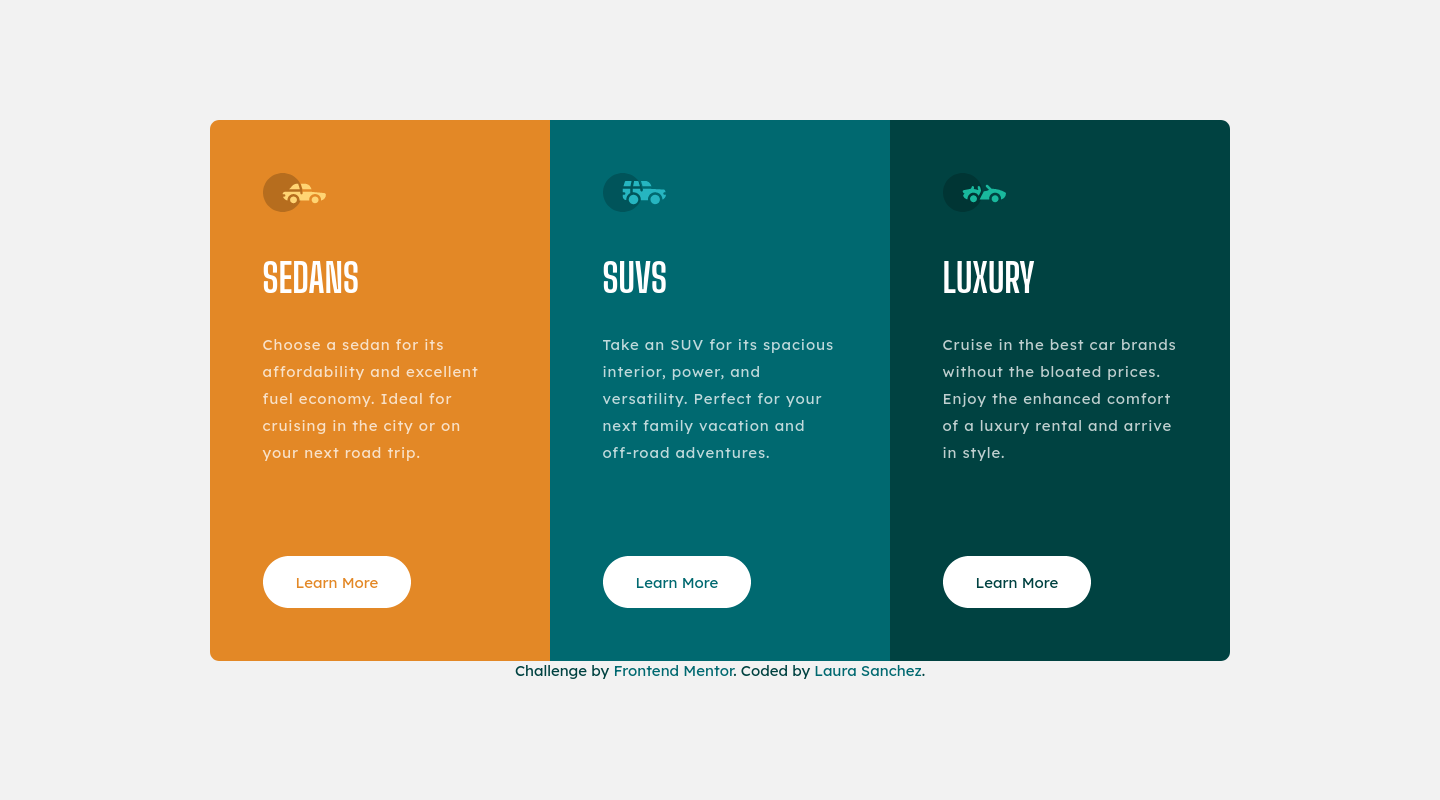 SEDANS
Choose a sedan for its
affordability and excellent
fuel economy. Ideal for
cruising in the city or on
your next road trip.
Learn More
SUVS
Take an SUV for its spacious
interior, power, and
versatility. Perfect for your
next family vacation and
off-road adventures.
Learn More
LUXURY
Cruise in the best car brands
without the bloated prices.
Enjoy the enhanced comfort
of a luxury rental and arrive
in style.
Learn More
Challenge by Frontend Mentor. Coded by Laura Sanchez.